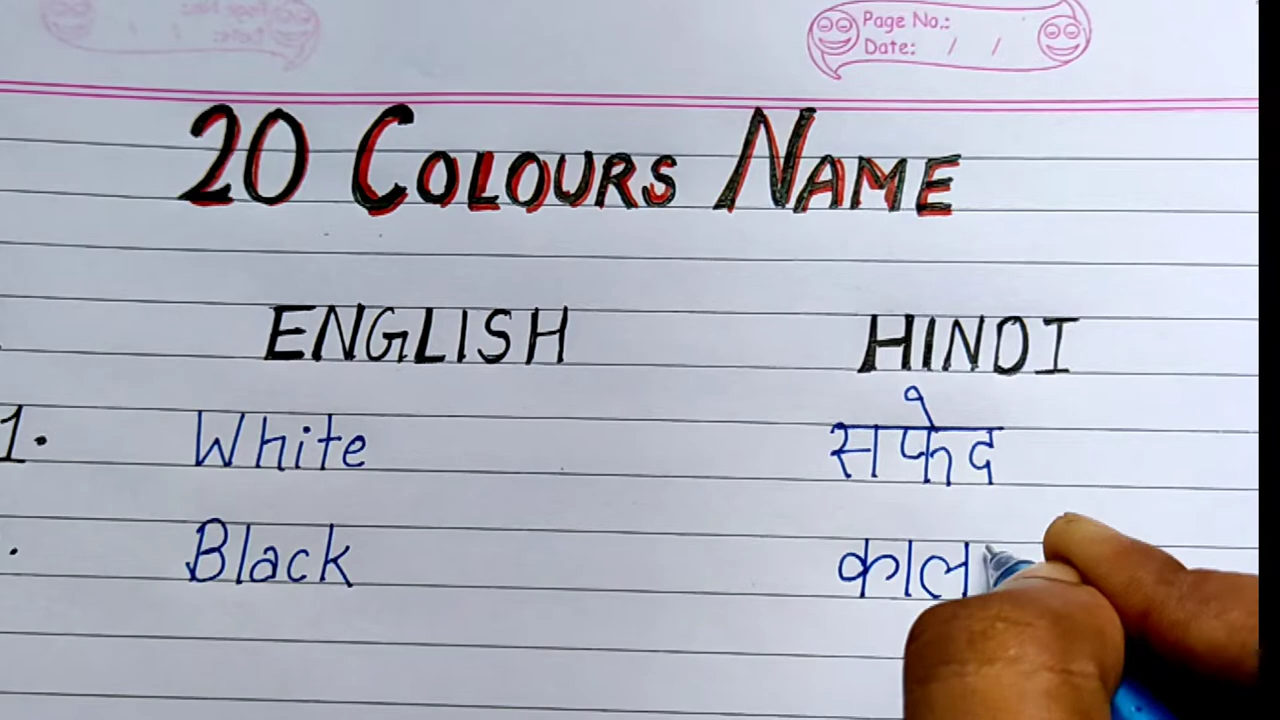 Page No.:
Date: / /
20 COLOURS NAME
ENGLISH HINDI
1. White सफेद
. Black काल